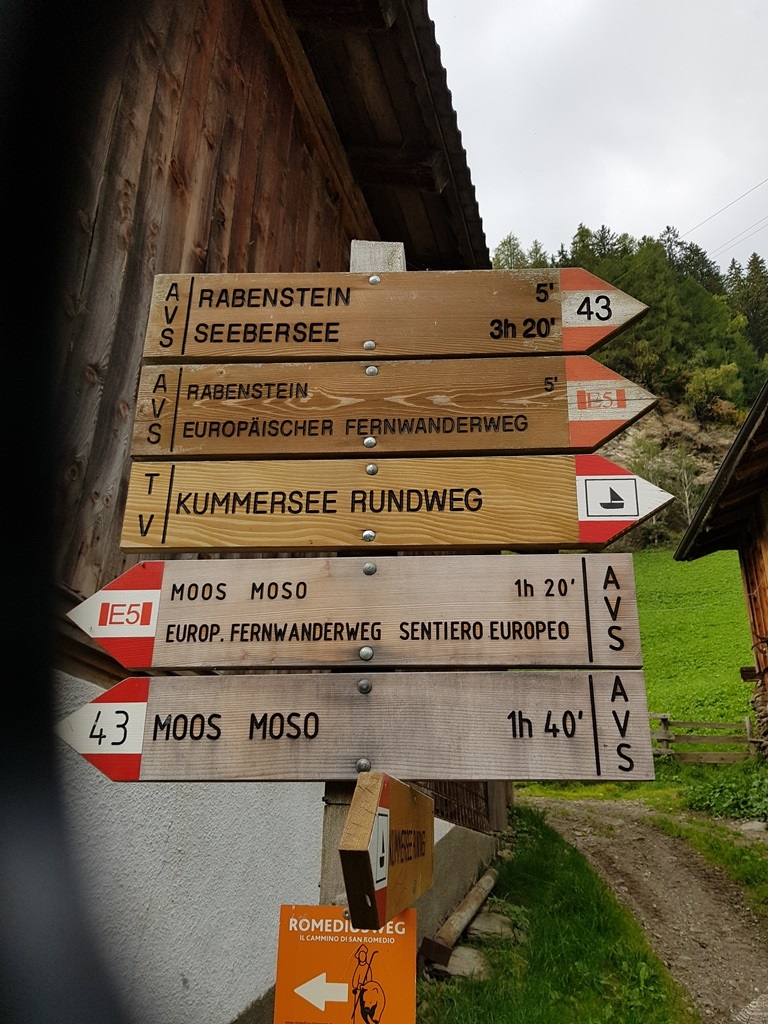 AVS RABENSTEIN 5' 43
SEEBERSEE 3h 20'
AVS RABENSTEIN 5' E5
EUROPÄISCHER FERNWANDERWEG
TV KUMMERSEE RUNDWEG
E5 MOOS MOSO 1h 20' AVS
EUROP. FERNWANDERWEG SENTIERO EUROPEO
43 MOOS MOSO 1h 40' AVS
KUMMERSEE RUNDWEG
ROMEDIUSWEG
IL CAMMINO DI SAN ROMEDIO